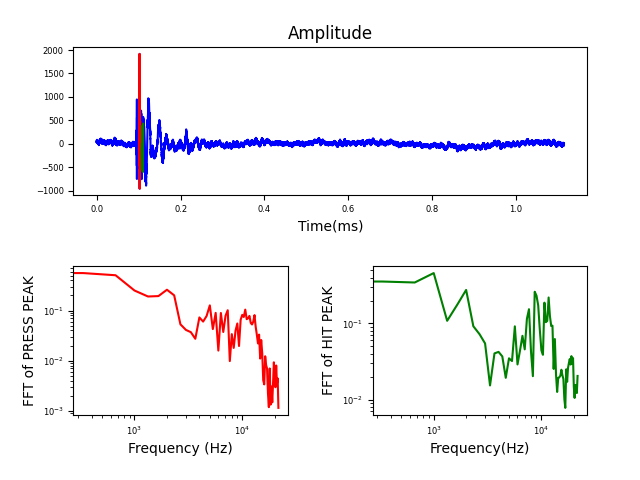 Amplitude
2000
1500
1000
500
0
−500
−1000
0.0 0.2 0.4 0.6 0.8 1.0
Time(ms)
FFT of PRESS PEAK
10⁻¹
10⁻²
10⁻³
10³ 10⁴
Frequency (Hz)
FFT of HIT PEAK
10⁻¹
10⁻²
10³ 10⁴
Frequency(Hz)